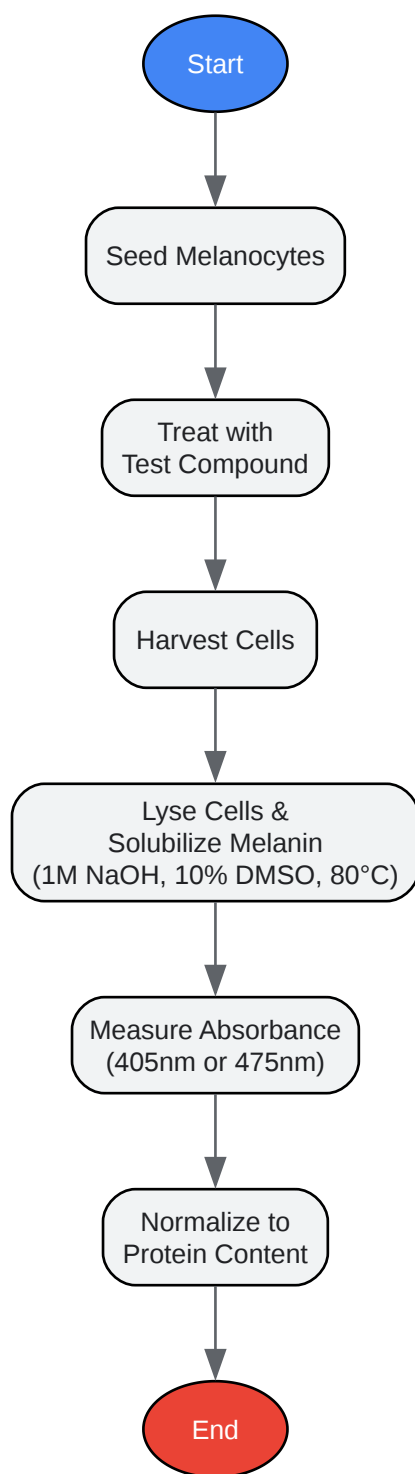 Start
Seed Melanocytes
Treat with
Test Compound
Harvest Cells
Lyse Cells &
Solubilize Melanin
(1M NaOH, 10% DMSO, 80°C)
Measure Absorbance
(405nm or 475nm)
Normalize to
Protein Content
End